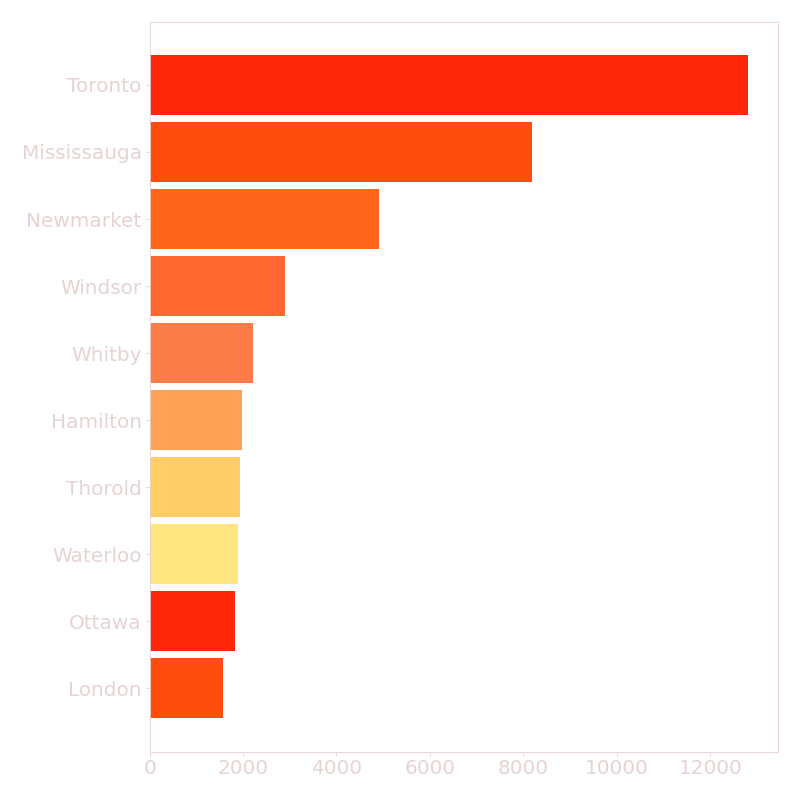 Toronto
Mississauga
Newmarket
Windsor
Whitby
Hamilton
Thorold
Waterloo
Ottawa
London
0 2000 4000 6000 8000 10000 12000